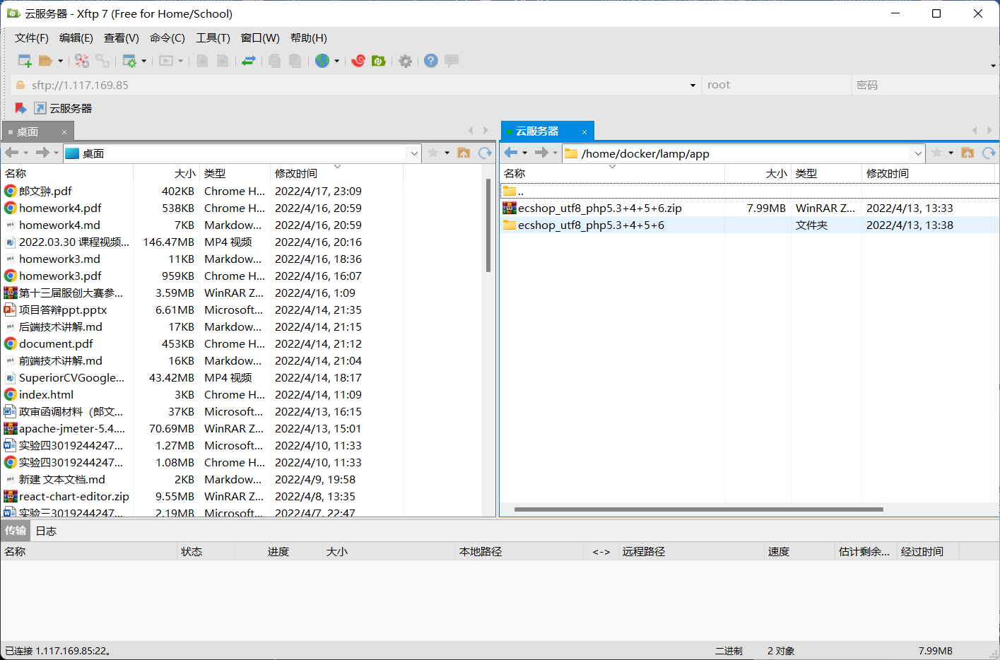 云服务器 - Xftp 7 (Free for Home/School)
文件(F) 编辑(E) 查看(V) 命令(C) 工具(T) 窗口(W) 帮助(H)
sftp://1.117.169.85 root 密码
云服务器
桌面 × 云服务器 ×
桌面 /home/docker/lamp/app
名称 大小 类型 修改时间 名称 大小 类型 修改时间
郎文翀.pdf 402KB Chrome H... 2022/4/17, 23:09 ..
homework4.pdf 538KB Chrome H... 2022/4/16, 20:59 ecshop_utf8_php5.3+4+5+6.zip 7.99MB WinRAR Z... 2022/4/13, 13:33
homework4.md 7KB Markdow... 2022/4/16, 20:59 ecshop_utf8_php5.3+4+5+6 文件夹 2022/4/13, 13:38
2022.03.30 课程视频... 146.47MB MP4 视频 2022/4/16, 20:16
homework3.md 11KB Markdow... 2022/4/16, 18:36
homework3.pdf 959KB Chrome H... 2022/4/16, 16:07
第十三届服创大赛参... 3.59MB WinRAR Z... 2022/4/16, 1:09
项目答辩ppt.pptx 6.61MB Microsoft... 2022/4/14, 21:35
后端技术讲解.md 17KB Markdow... 2022/4/14, 21:15
document.pdf 453KB Chrome H... 2022/4/14, 21:12
前端技术讲解.md 16KB Markdow... 2022/4/14, 21:04
SuperiorCVGoogle... 43.42MB MP4 视频 2022/4/14, 18:17
index.html 3KB Chrome H... 2022/4/14, 11:09
政审函调材料（郎文... 37KB Microsoft... 2022/4/13, 16:15
apache-jmeter-5.4.... 70.69MB WinRAR Z... 2022/4/13, 15:01
实验四3019244247... 1.27MB Microsoft... 2022/4/10, 11:33
实验四3019244247... 1.08MB Chrome H... 2022/4/10, 11:33
新建 文本文档.md 2KB Markdow... 2022/4/9, 19:58
react-chart-editor.zip 9.55MB WinRAR Z... 2022/4/8, 13:35
实验三3019244247... 2.19MB Microsoft... 2022/4/7, 22:47
传输 日志
名称 状态 进度 大小 本地路径 <-> 远程路径 速度 估计剩余... 经过时间
已连接 1.117.169.85:22。 二进制 2 对象 7.99MB